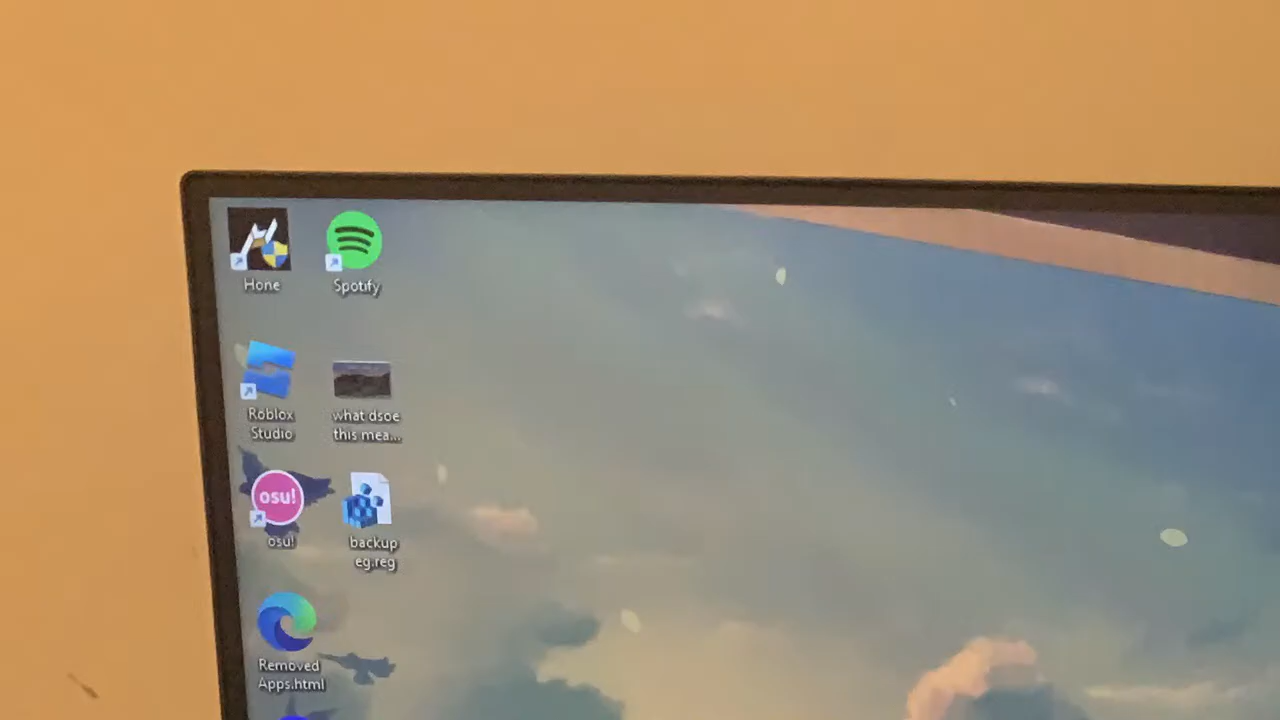 Hone
Spotify
Roblox
Studio
what dsoe
this mea...
osu!
osu!
backup
eg.reg
Removed
Apps.html